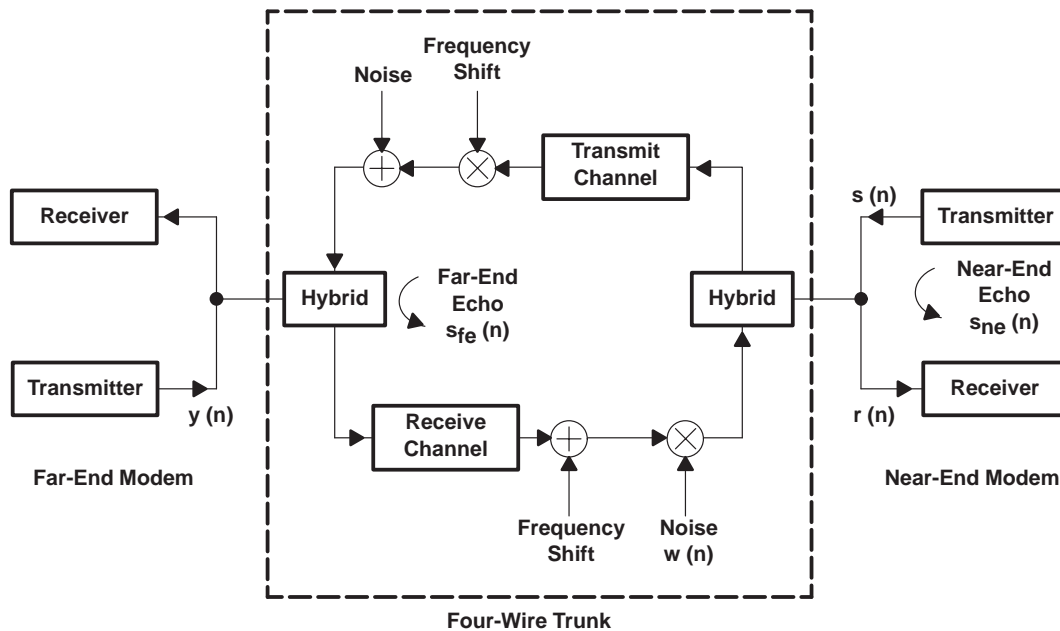 Frequency
Shift
Noise
Transmit
Channel
s (n)
Receiver
Transmitter
Far-End
Echo
sfe (n)
Near-End
Echo
sne (n)
Hybrid
Hybrid
Transmitter
Receiver
y (n)
r (n)
Receive
Channel
Far-End Modem
Near-End Modem
Frequency
Shift
Noise
w (n)
Four-Wire Trunk